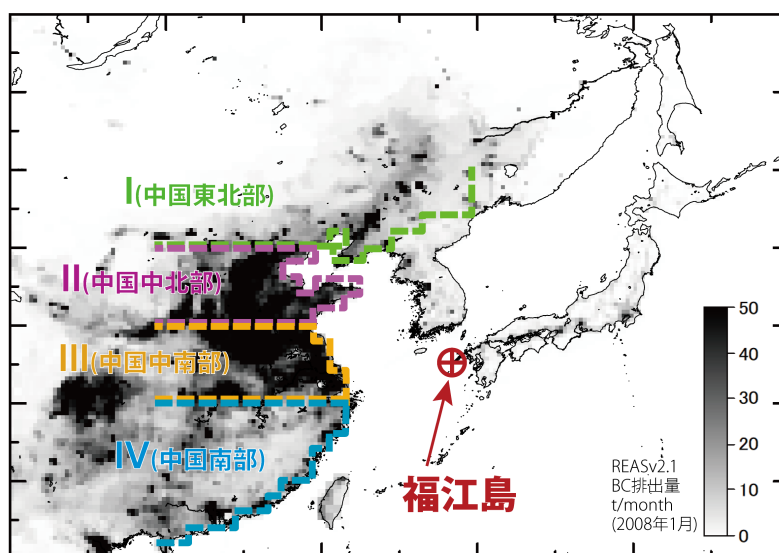 I(中国東北部)
II(中国中北部)
III(中国中南部)
IV(中国南部)
福江島
50
40
30
20
10
0
REASv2.1
BC排出量
t/month
(2008年1月)